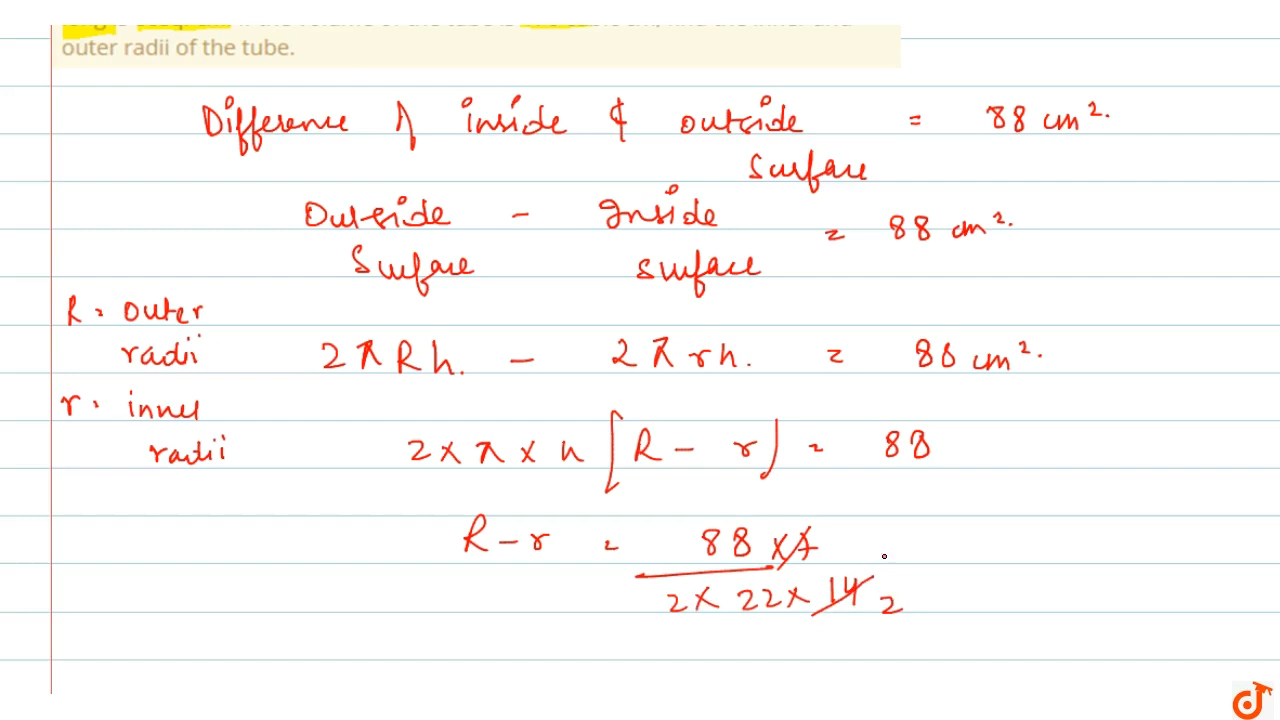 outer radii of the tube.
Difference of inside & outside = 88 cm².
surface
Outside - Inside = 88 cm².
Surface surface
R = outer
radii 2πRh. - 2πrh. = 88 cm².
r = inner
radii 2×π×h [R - r] = 88
R - r = 88 × 7
2 × 22 × 14 2